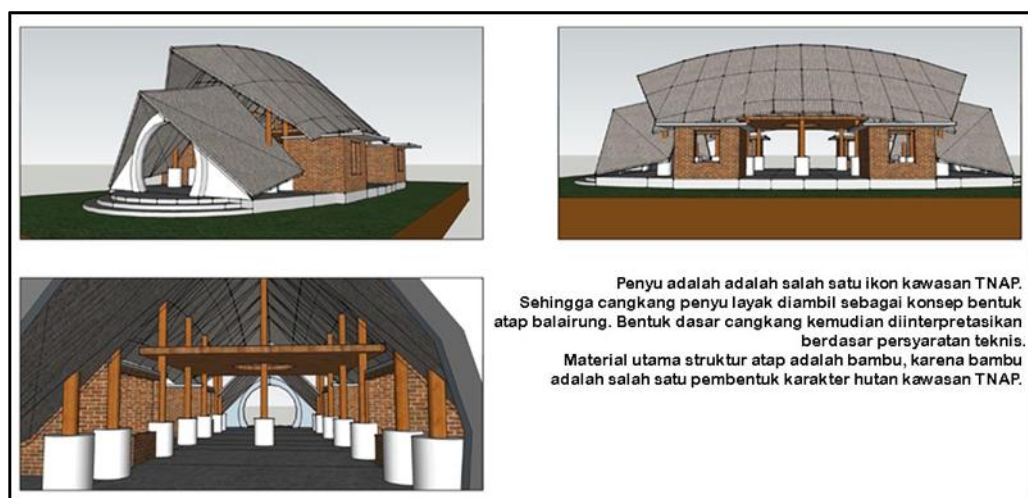 Penyu adalah adalah salah satu ikon kawasan TNAP.
Sehingga cangkang penyu layak diambil sebagai konsep bentuk
atap balairung. Bentuk dasar cangkang kemudian diinterpretasikan
berdasar persyaratan teknis.
Material utama struktur atap adalah bambu, karena bambu
adalah salah satu pembentuk karakter hutan kawasan TNAP.